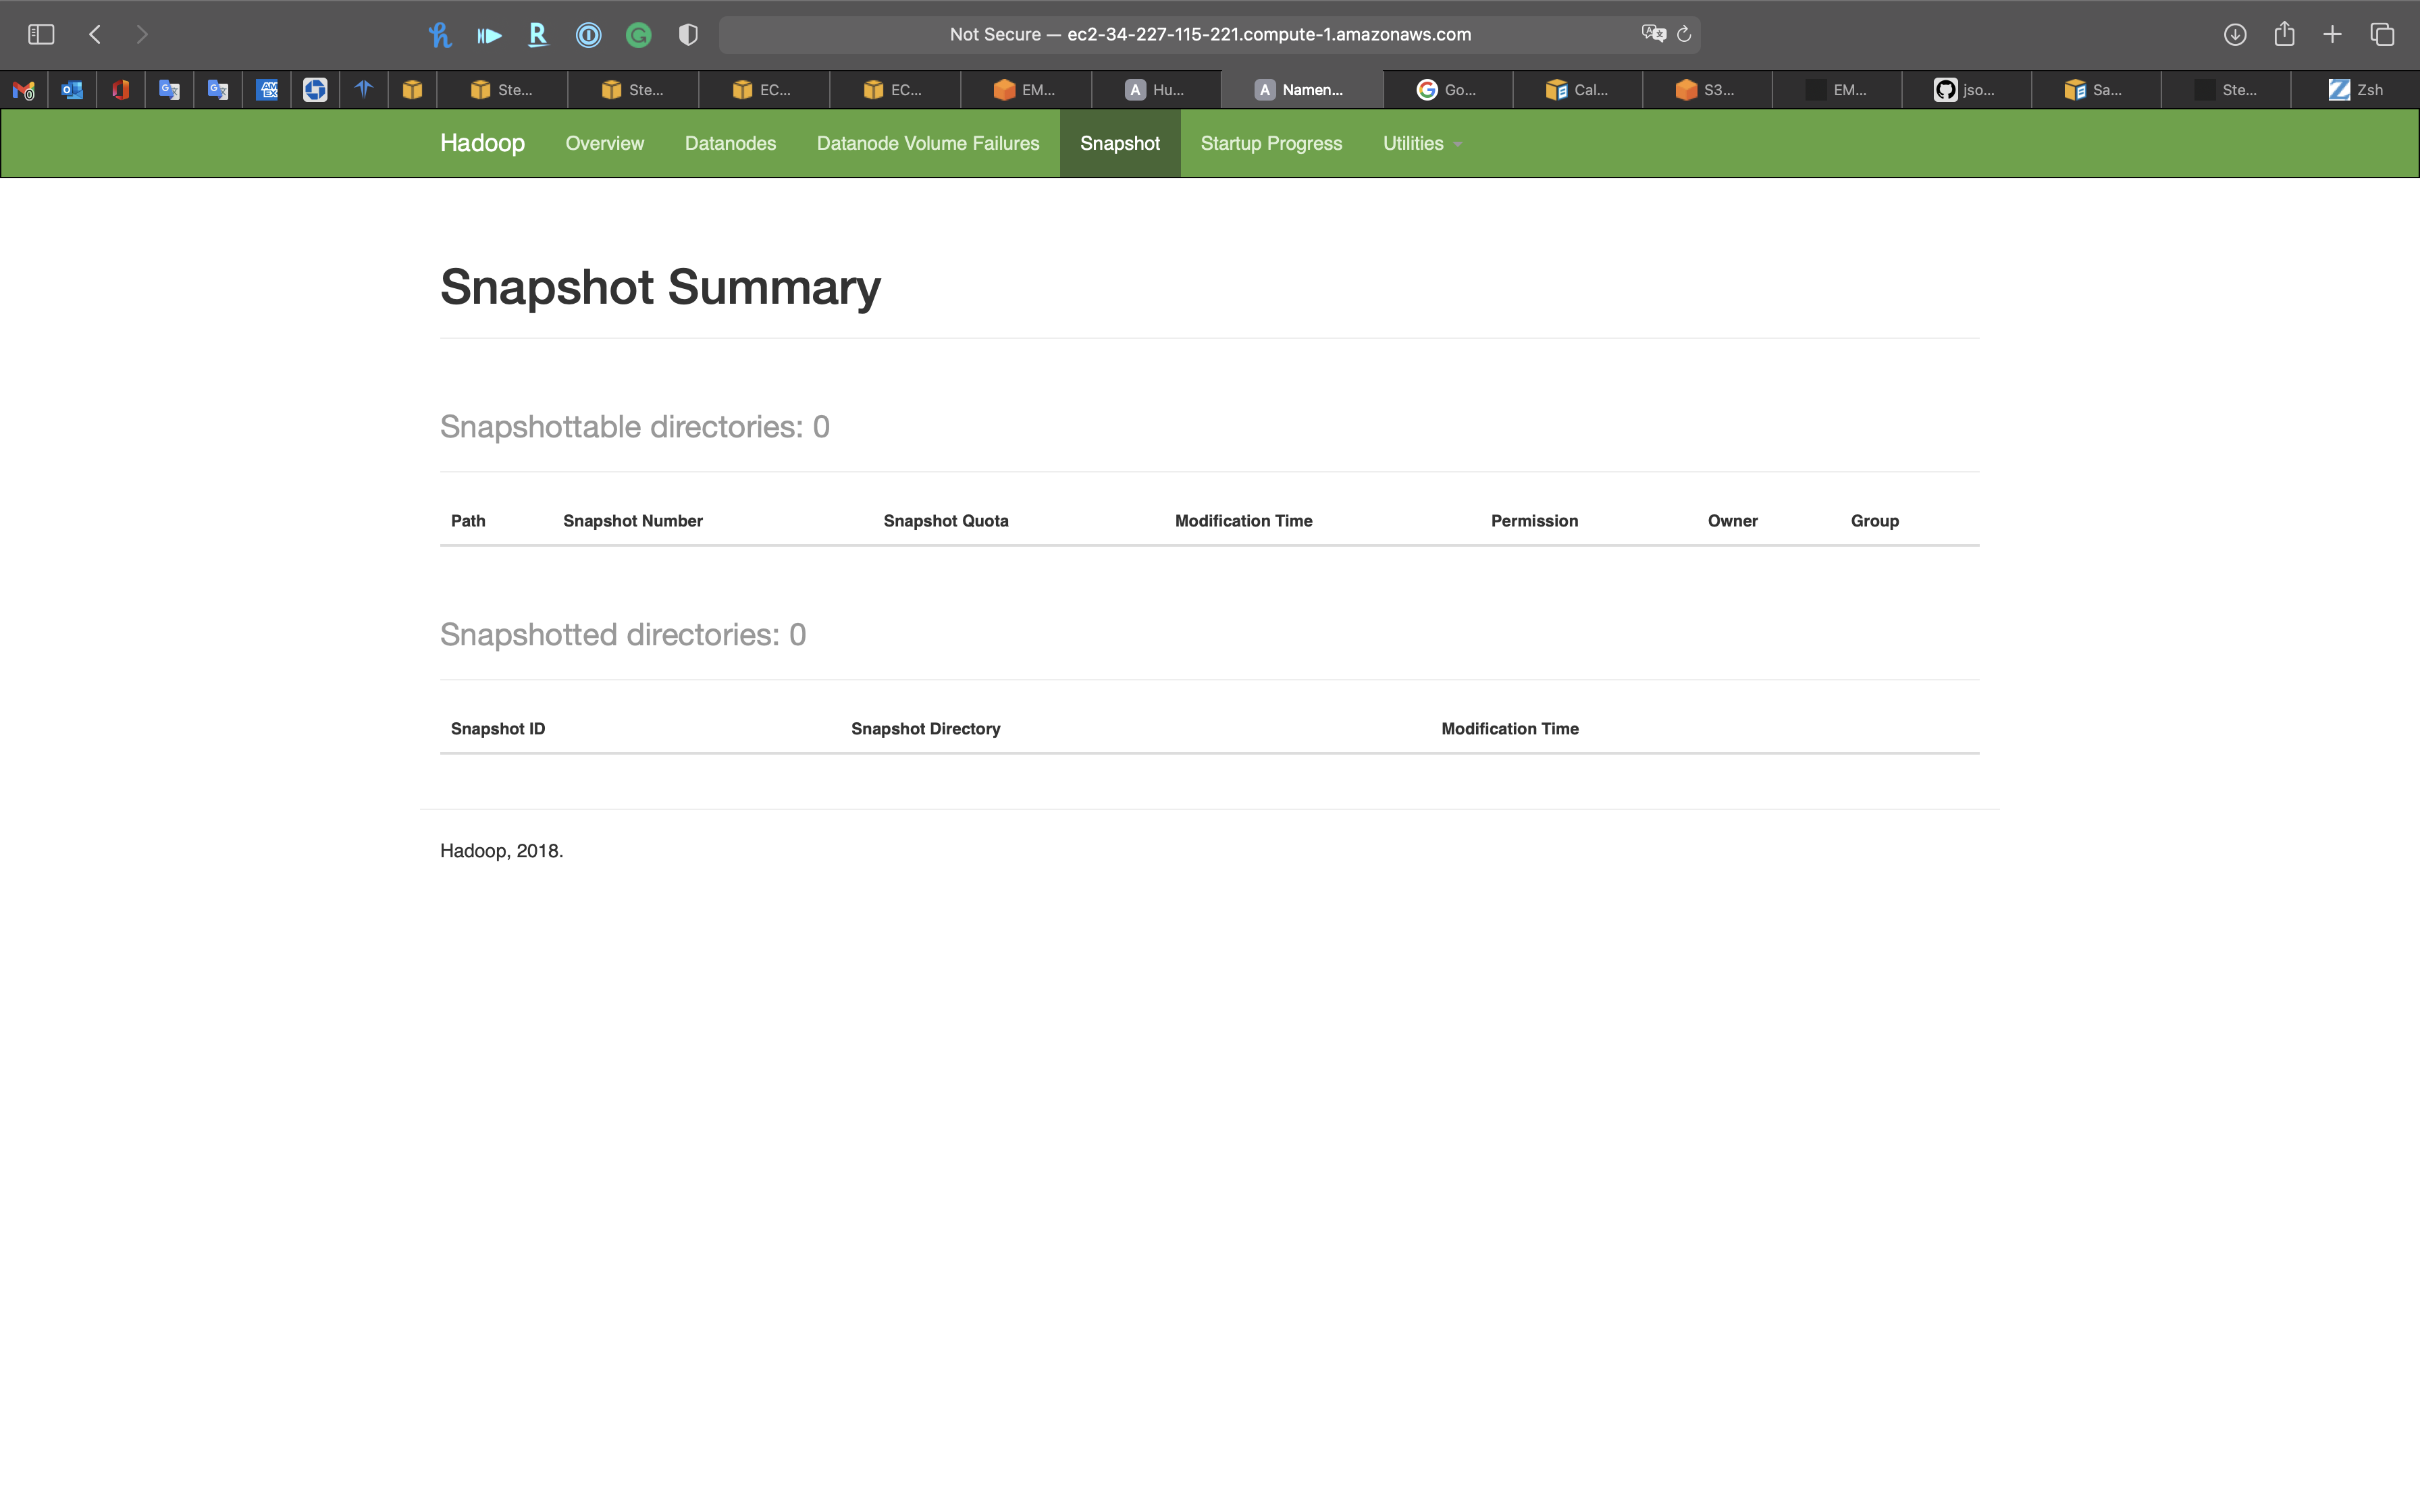 Not Secure — ec2-34-227-115-221.compute-1.amazonaws.com
Ste... Ste... EC... EC... EM... A Hu... A Namen... Go... Cal... S3... EM... jso... Sa... Ste... Zsh
Hadoop Overview Datanodes Datanode Volume Failures Snapshot Startup Progress Utilities
Snapshot Summary
Snapshottable directories: 0
Path Snapshot Number Snapshot Quota Modification Time Permission Owner Group
Snapshotted directories: 0
Snapshot ID Snapshot Directory Modification Time
Hadoop, 2018.